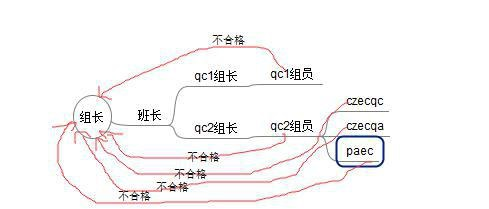 不合格
qc1组长
qc1组员
组长
班长
qc2组长
qc2组员
czecqc
czecqa
paec
不合格
不合格
不合格
不合格